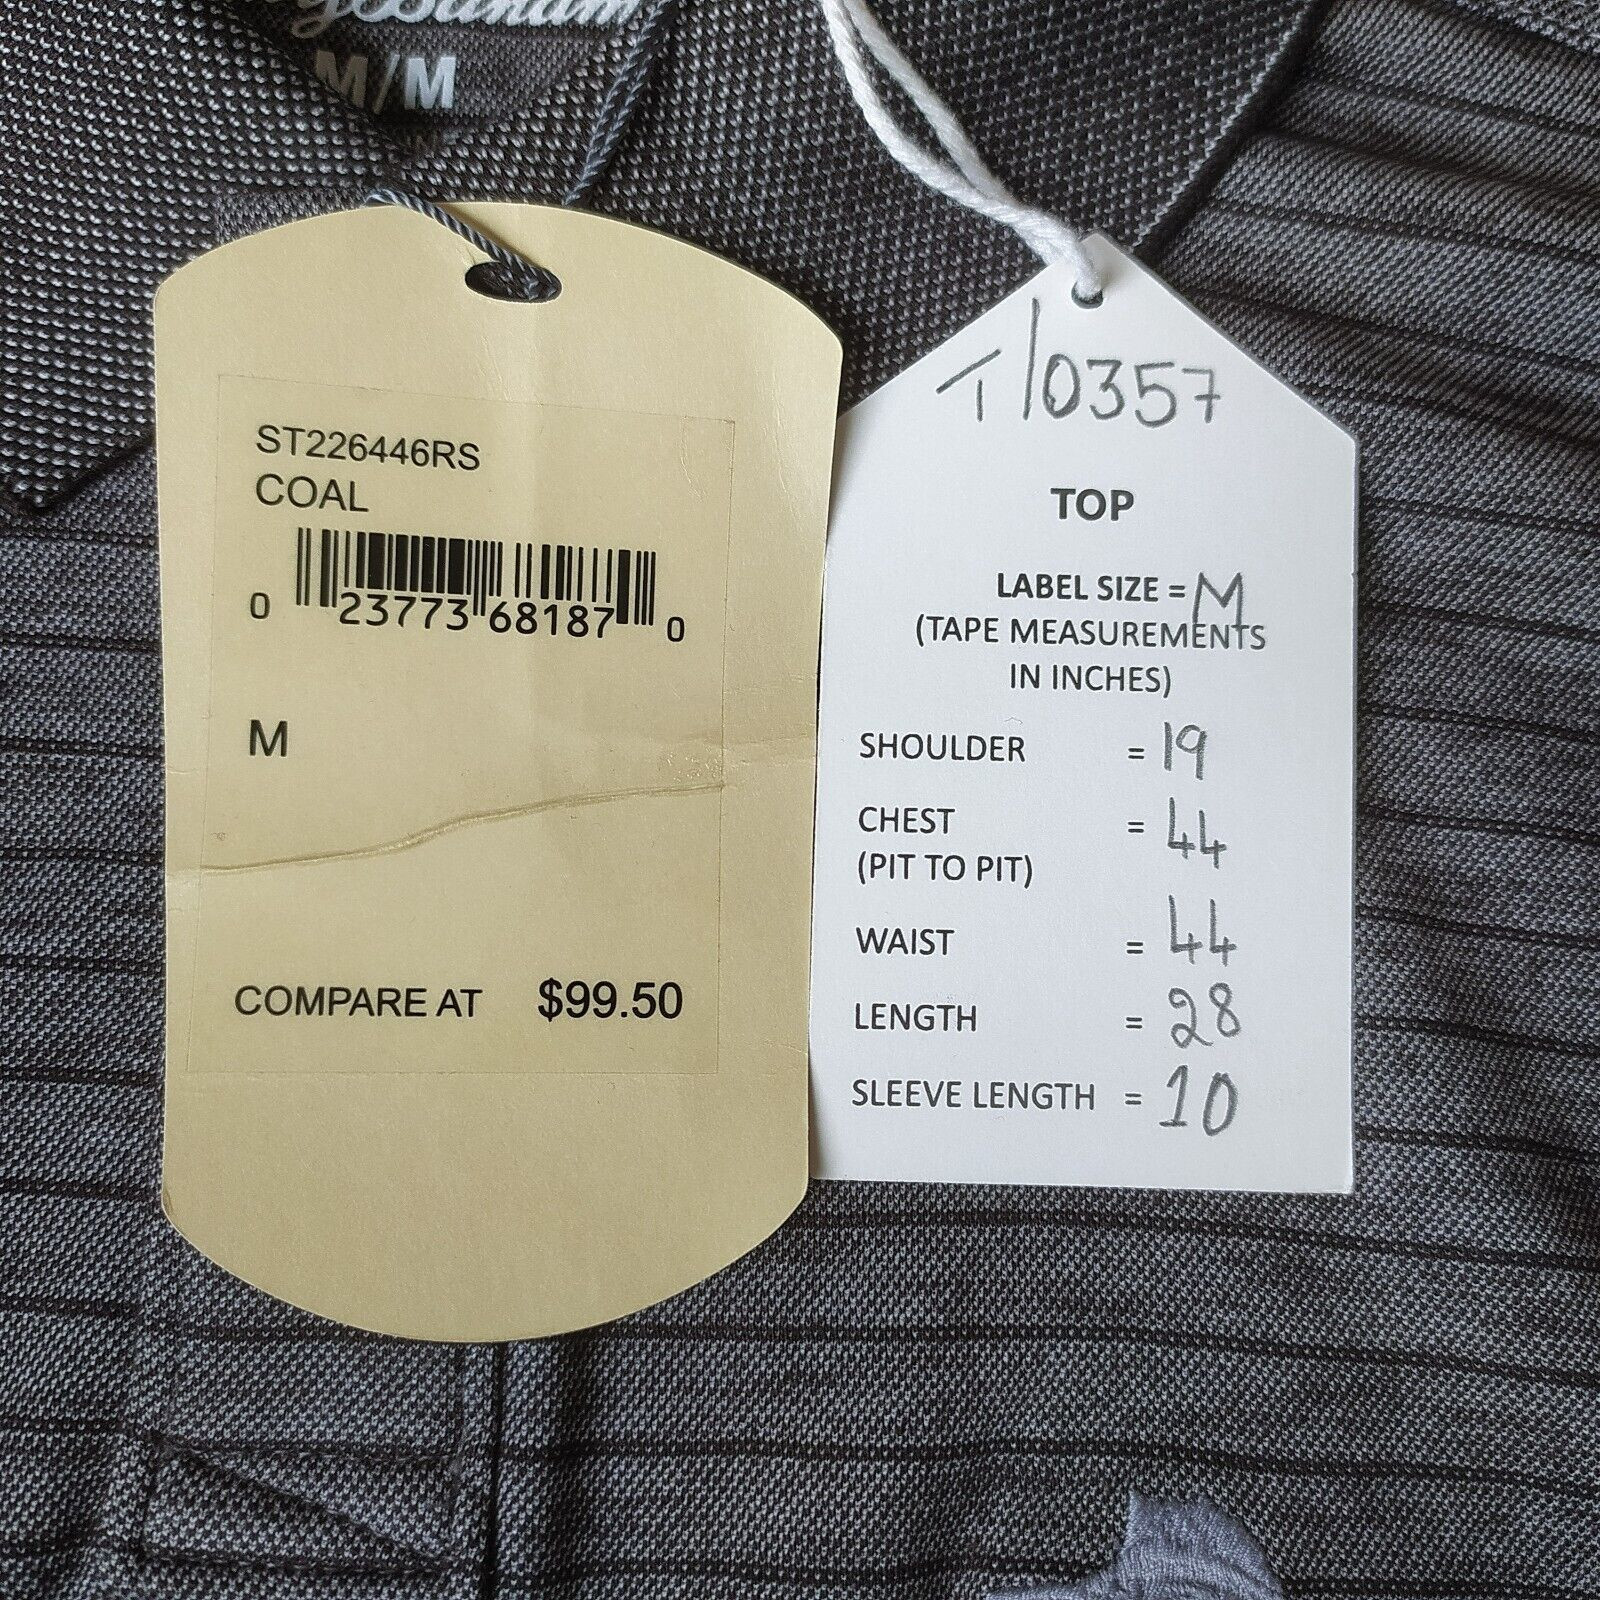 M/M
ST226446RS
COAL
0 23773 68187 0
M
COMPARE AT $99.50
T/0357
TOP
LABEL SIZE = M
(TAPE MEASUREMENTS
IN INCHES)
SHOULDER = 19
CHEST = 44
(PIT TO PIT)
WAIST = 44
LENGTH = 28
SLEEVE LENGTH = 10